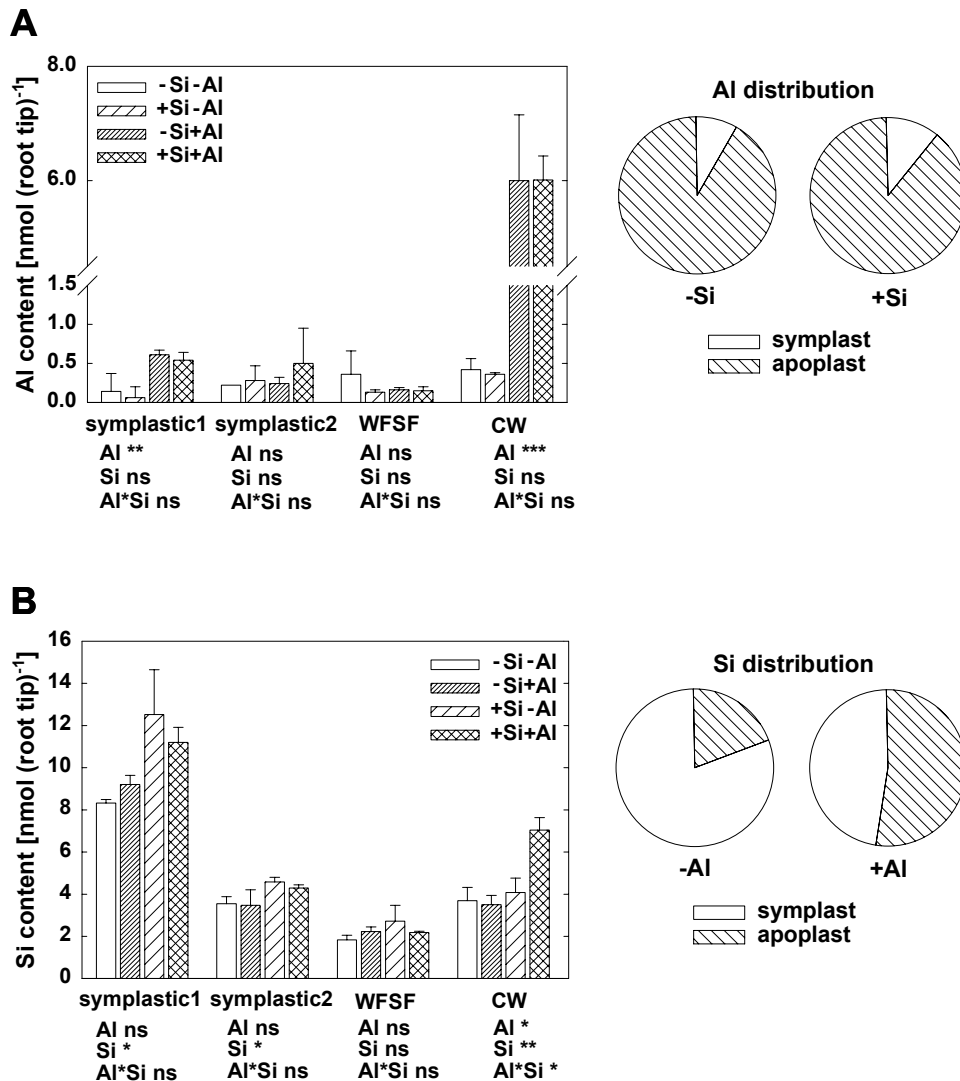 A
Al content [nmol (root tip)-1]
8.0
6.0
1.5
1.0
0.5
0.0
-Si-Al
+Si-Al
-Si+Al
+Si+Al
symplastic1
Al **
Si ns
Al*Si ns
symplastic2
Al ns
Si ns
Al*Si ns
WFSF
Al ns
Si ns
Al*Si ns
CW
Al ***
Si ns
Al*Si ns
Al distribution
-Si
+Si
symplast
apoplast
B
Si content [nmol (root tip)-1]
16
14
12
10
8
6
4
2
0
-Si-Al
-Si+Al
+Si-Al
+Si+Al
symplastic1
Al ns
Si *
Al*Si ns
symplastic2
Al ns
Si *
Al*Si ns
WFSF
Al ns
Si ns
Al*Si ns
CW
Al *
Si **
Al*Si *
Si distribution
-Al
+Al
symplast
apoplast